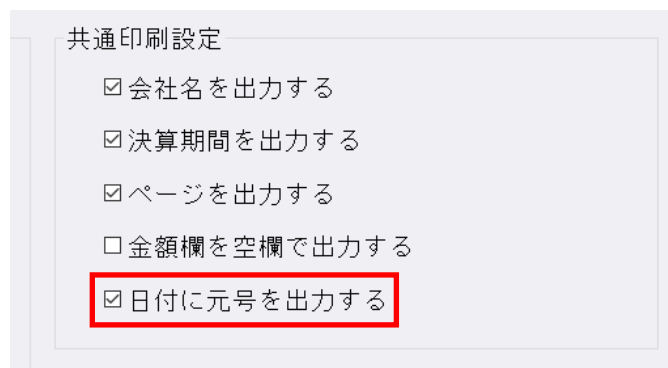 共通印刷設定
会社名を出力する
決算期間を出力する
ページを出力する
金額欄を空欄で出力する
日付に元号を出力する